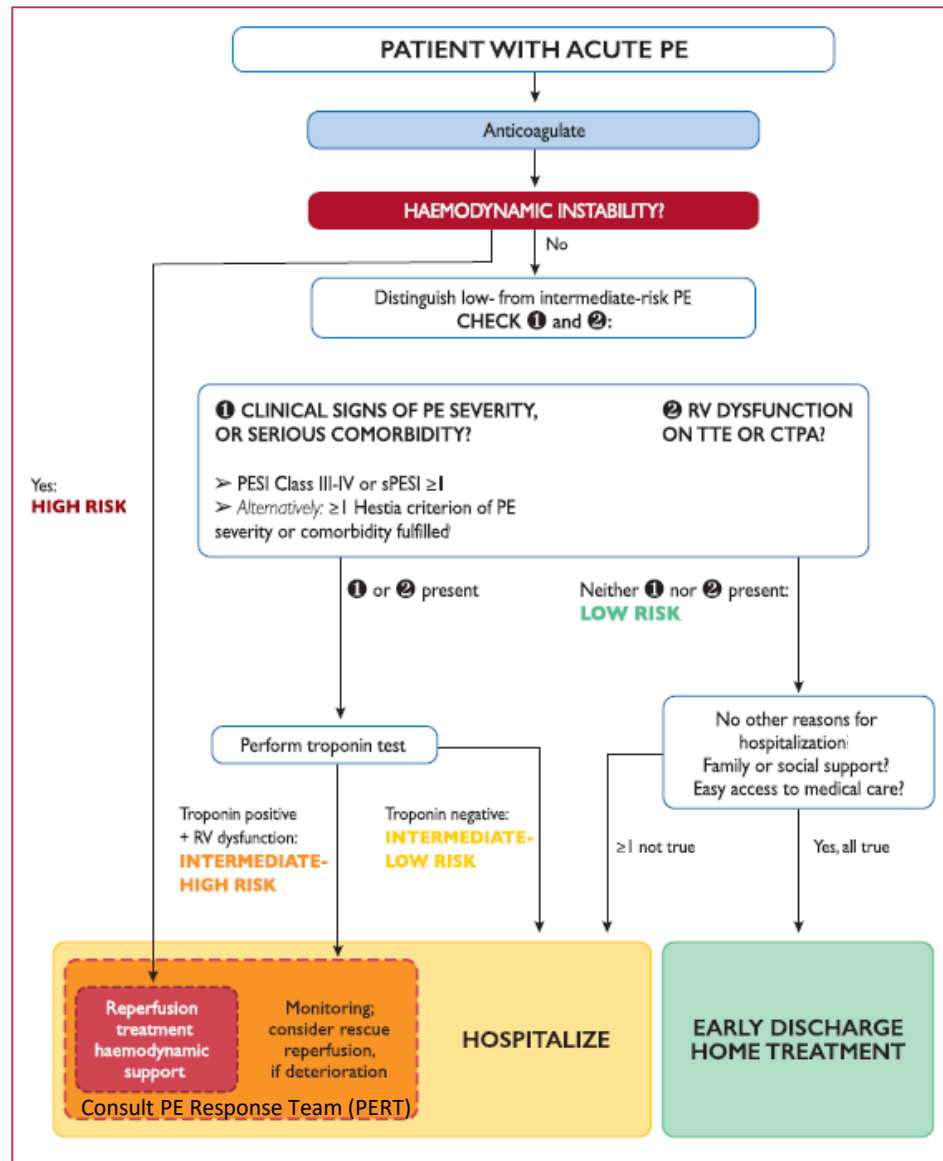 PATIENT WITH ACUTE PE
Anticoagulate
HAEMODYNAMIC INSTABILITY?
No
Distinguish low- from intermediate-risk PE
CHECK ❶ and ❷:
❶ CLINICAL SIGNS OF PE SEVERITY,
OR SERIOUS COMORBIDITY?
➢ PESI Class III-IV or sPESI ≥1
➢ Alternatively: ≥1 Hestia criterion of PE
severity or comorbidity fulfilled
❷ RV DYSFUNCTION
ON TTE OR CTPA?
Yes:
HIGH RISK
❶ or ❷ present
Neither ❶ nor ❷ present:
LOW RISK
Perform troponin test
No other reasons for
hospitalization
Family or social support?
Easy access to medical care?
Troponin positive
+ RV dysfunction:
INTERMEDIATE-
HIGH RISK
Troponin negative:
INTERMEDIATE-
LOW RISK
≥1 not true
Yes, all true
Reperfusion
treatment
haemodynamic
support
Monitoring;
consider rescue
reperfusion,
if deterioration
HOSPITALIZE
EARLY DISCHARGE
HOME TREATMENT
Consult PE Response Team (PERT)